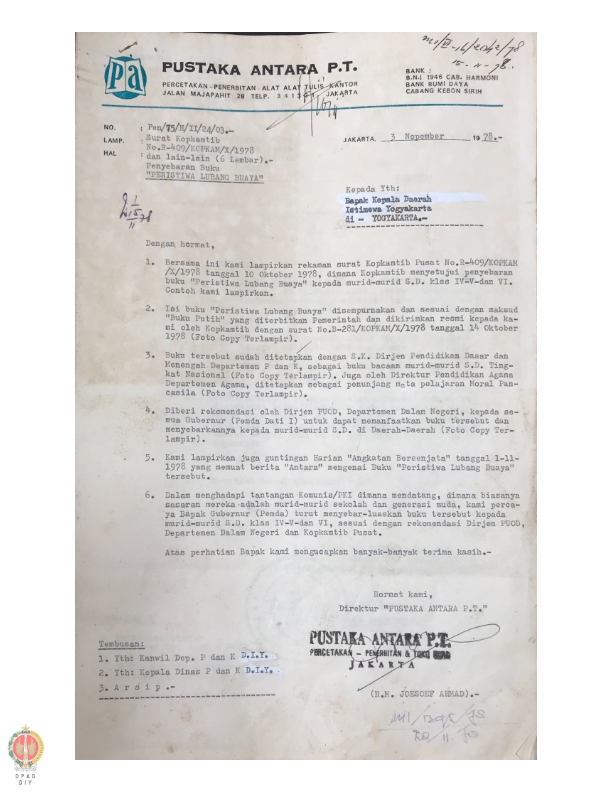 Pa
PUSTAKA ANTARA P.T.
PERCETAKAN - PENERBITAN - ALAT ALAT TULIS KANTOR
JALAN MAJAPAHIT 28 TELP. JAKARTA
BANK :
B.N.I 1946 CAB. HARMONI
BANK BUMI DAYA
CABANG KEBON SIRIH
15-11-78.
NO. : Pem/75/H/II/24/03.-
LAMP. : Surat Kopkamtib
No.R-409/KOPKAM/X/1978
HAL : dan lain-lain (6 Lembar).-
Penyebaran Buku
"PERISTIWA LUBANG BUAYA"
JAKARTA, 3 Nopember 1978.-
Kepada Yth:
Bapak Kepala Daerah
Istimewa Yogyakarta
di - YOGYAKARTA.-
Dengan hormat,
1. Bersama ini kami lampirkan rekaman surat Kopkamtib Pusat No.R-409/KOPKAM
/X/1978 tanggal 10 Oktober 1978, dimana Kopkamtib menyetujui penyebaran
buku "Peristiwa Lubang Buaya" kepada murid-murid S.D. klas IV-V-dan VI.
Contoh kami lampirkan.
2. Isi buku "Peristiwa Lubang Buaya" disempurnakan dan sesuai dengan maksud
"Buku Putih" yang diterbitkan Pemerintah dan dikirimkan resmi kepada ka-
mi oleh Kopkamtib dengan surat No.B-281/KOPKAM/X/1978 tanggal 14 Oktober
1978 (Foto Copy Terlampir).
3. Buku tersebut sudah ditetapkan dengan S.K. Dirjen Pendidikan Dasar dan
Menengah Departemen P dan K, sebagai buku bacaan murid-murid S.D. Ting-
kat Nasional (Foto Copy Terlampir). Juga oleh Direktur Pendidikan Agama
Departemen Agama, ditetapkan sebagai penunjang mata pelajaran Moral Pan-
casila (Foto Copy Terlampir).
4. Diberi rekomendasi oleh Dirjen PUOD, Departemen Dalam Negeri, kepada se-
mua Gubernur (Pemda Dati I) untuk dapat memanfaatkan buku tersebut dan
menyebarkannya kepada murid-murid S.D. di Daerah-Daerah (Foto Copy Ter-
lampir).
5. Kami lampirkan juga guntingan Harian "Angkatan Bersenjata" tanggal 1-11-
1978 yang memuat berita "Antara" mengenai Buku "Peristiwa Lubang Buaya"
tersebut.
6. Dalam menghadapi tantangan Komunis/PKI dimana mendatang, dimana biasanya
sasaran mereka adalah murid-murid sekolah dan generasi muda, kami perca-
ya Bapak Gubernur (Pemda) turut menyebar-luaskan buku tersebut kepada
murid-murid S.D. klas IV-V-dan VI, sesuai dengan rekomendasi Dirjen PUOD,
Departemen Dalam Negeri dan Kopkamtib Pusat.
Atas perhatian Bapak kami mengucapkan banyak-banyak terima kasih.-
Hormat kami,
Direktur "PUSTAKA ANTARA P.T."
PUSTAKA ANTARA P.T.
PERCETAKAN - PENERBITAN & TOKO BUKU
JAKARTA
(H.M. JOESOEF AHMAD).-
Tembusan:
1. Yth: Kanwil Dep. P dan K D.I.Y.
2. Yth: Kepala Dinas P dan K D.I.Y.
3. A r s i p .-
DPAD
DIY